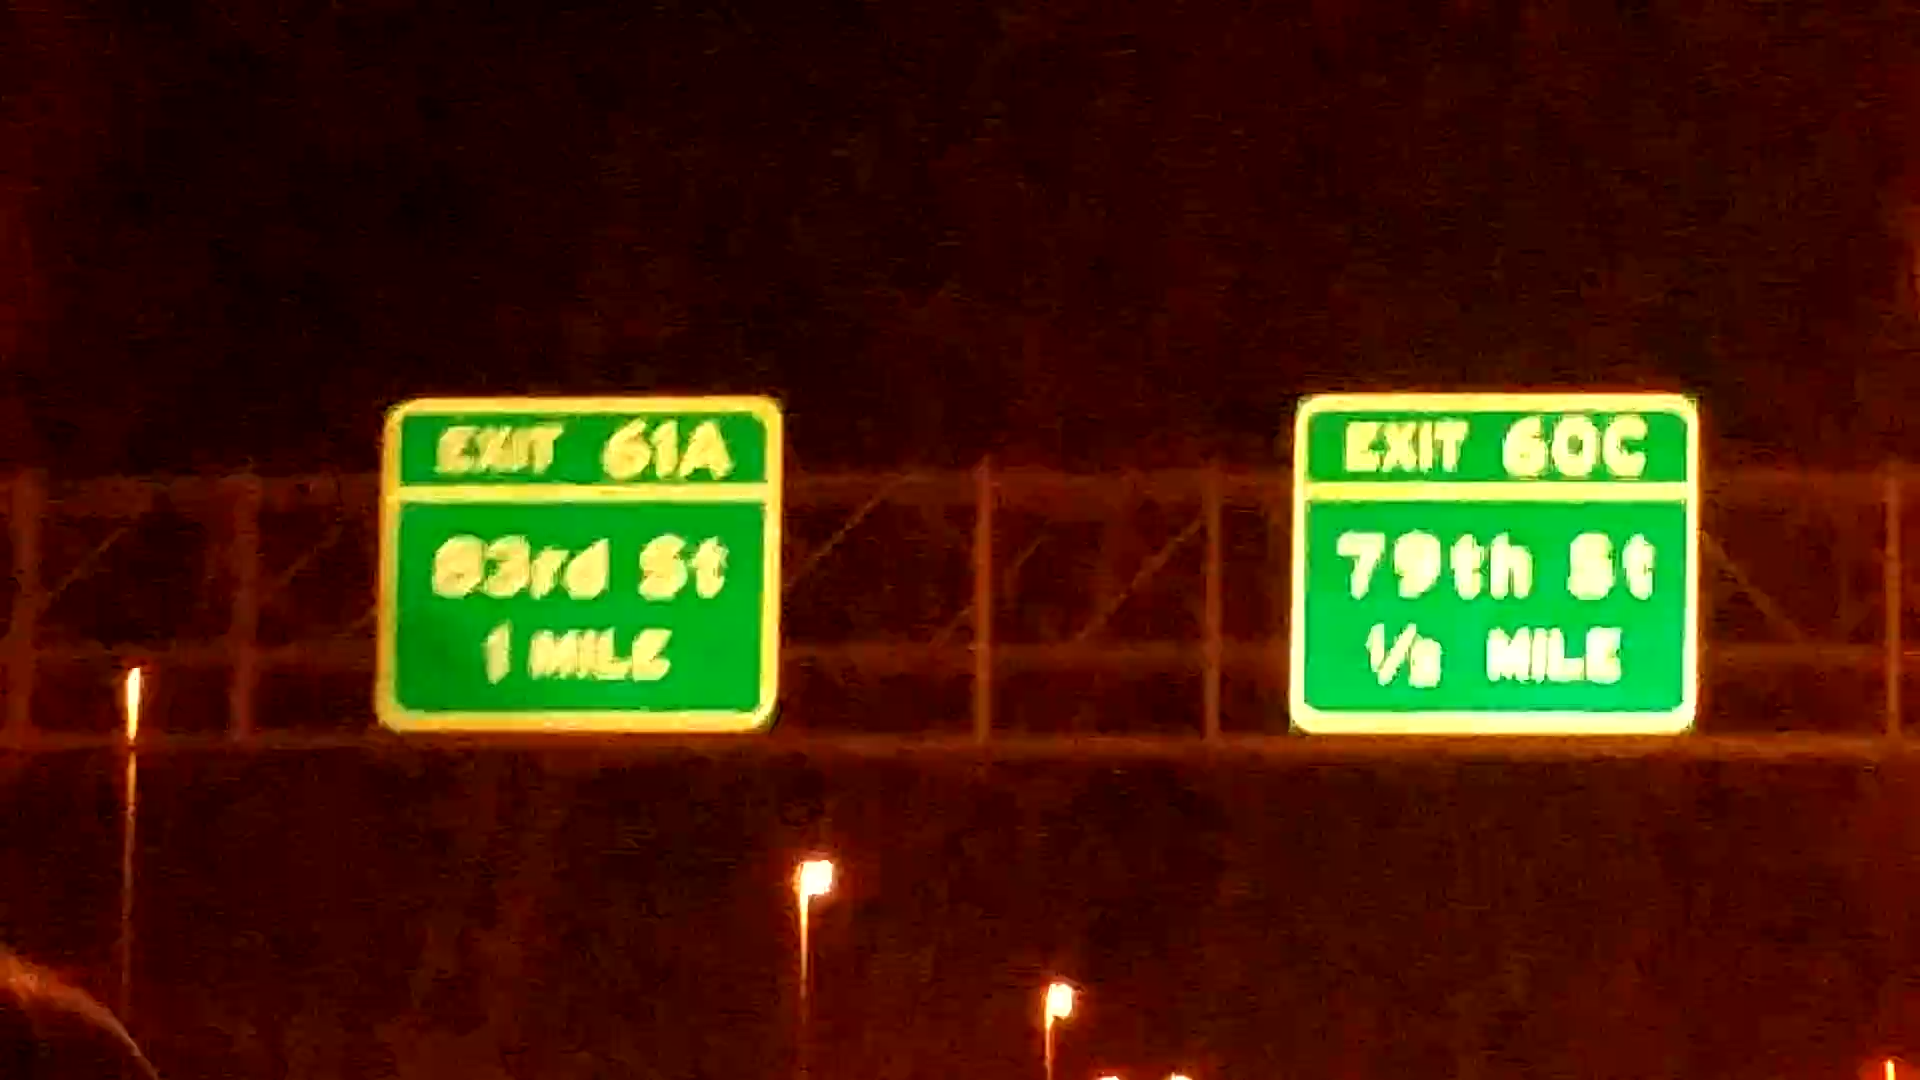 EXIT 61A
83rd St
1 MILE
EXIT 60C
79th St
1/2 MILE